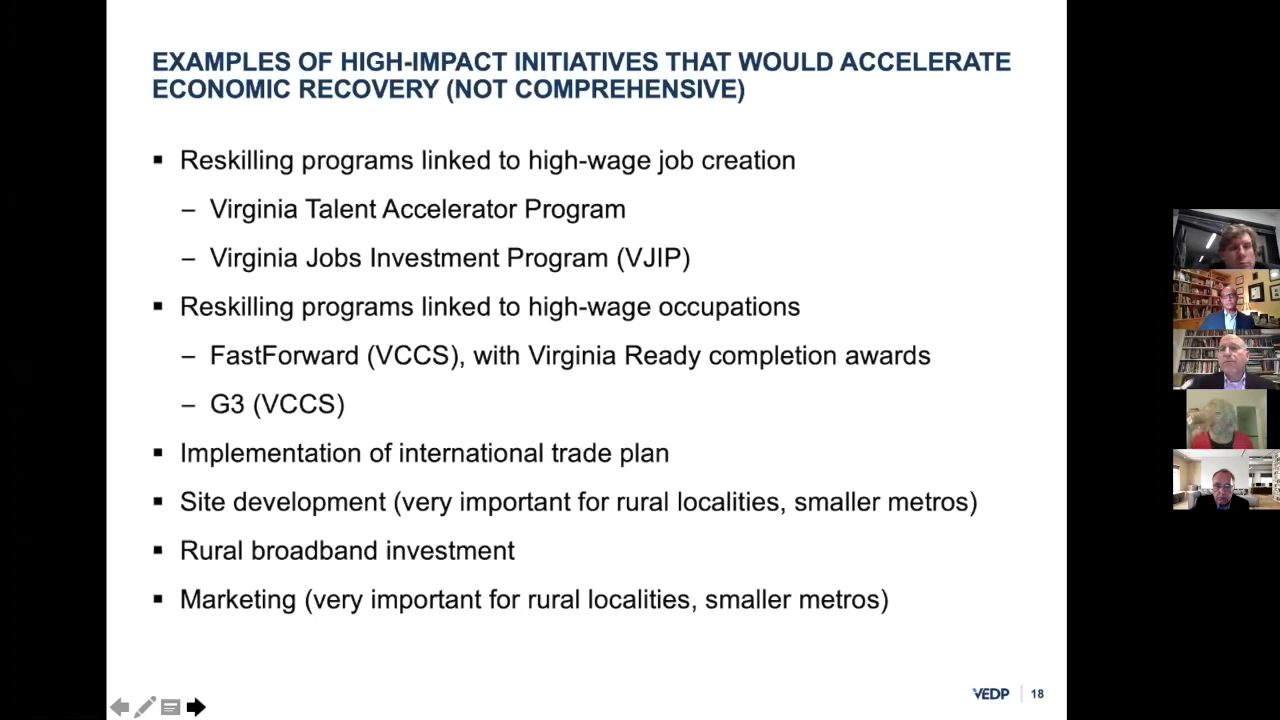 EXAMPLES OF HIGH-IMPACT INITIATIVES THAT WOULD ACCELERATE
ECONOMIC RECOVERY (NOT COMPREHENSIVE)
▪ Reskilling programs linked to high-wage job creation
– Virginia Talent Accelerator Program
– Virginia Jobs Investment Program (VJIP)
▪ Reskilling programs linked to high-wage occupations
– FastForward (VCCS), with Virginia Ready completion awards
– G3 (VCCS)
▪ Implementation of international trade plan
▪ Site development (very important for rural localities, smaller metros)
▪ Rural broadband investment
▪ Marketing (very important for rural localities, smaller metros)
VEDP | 18